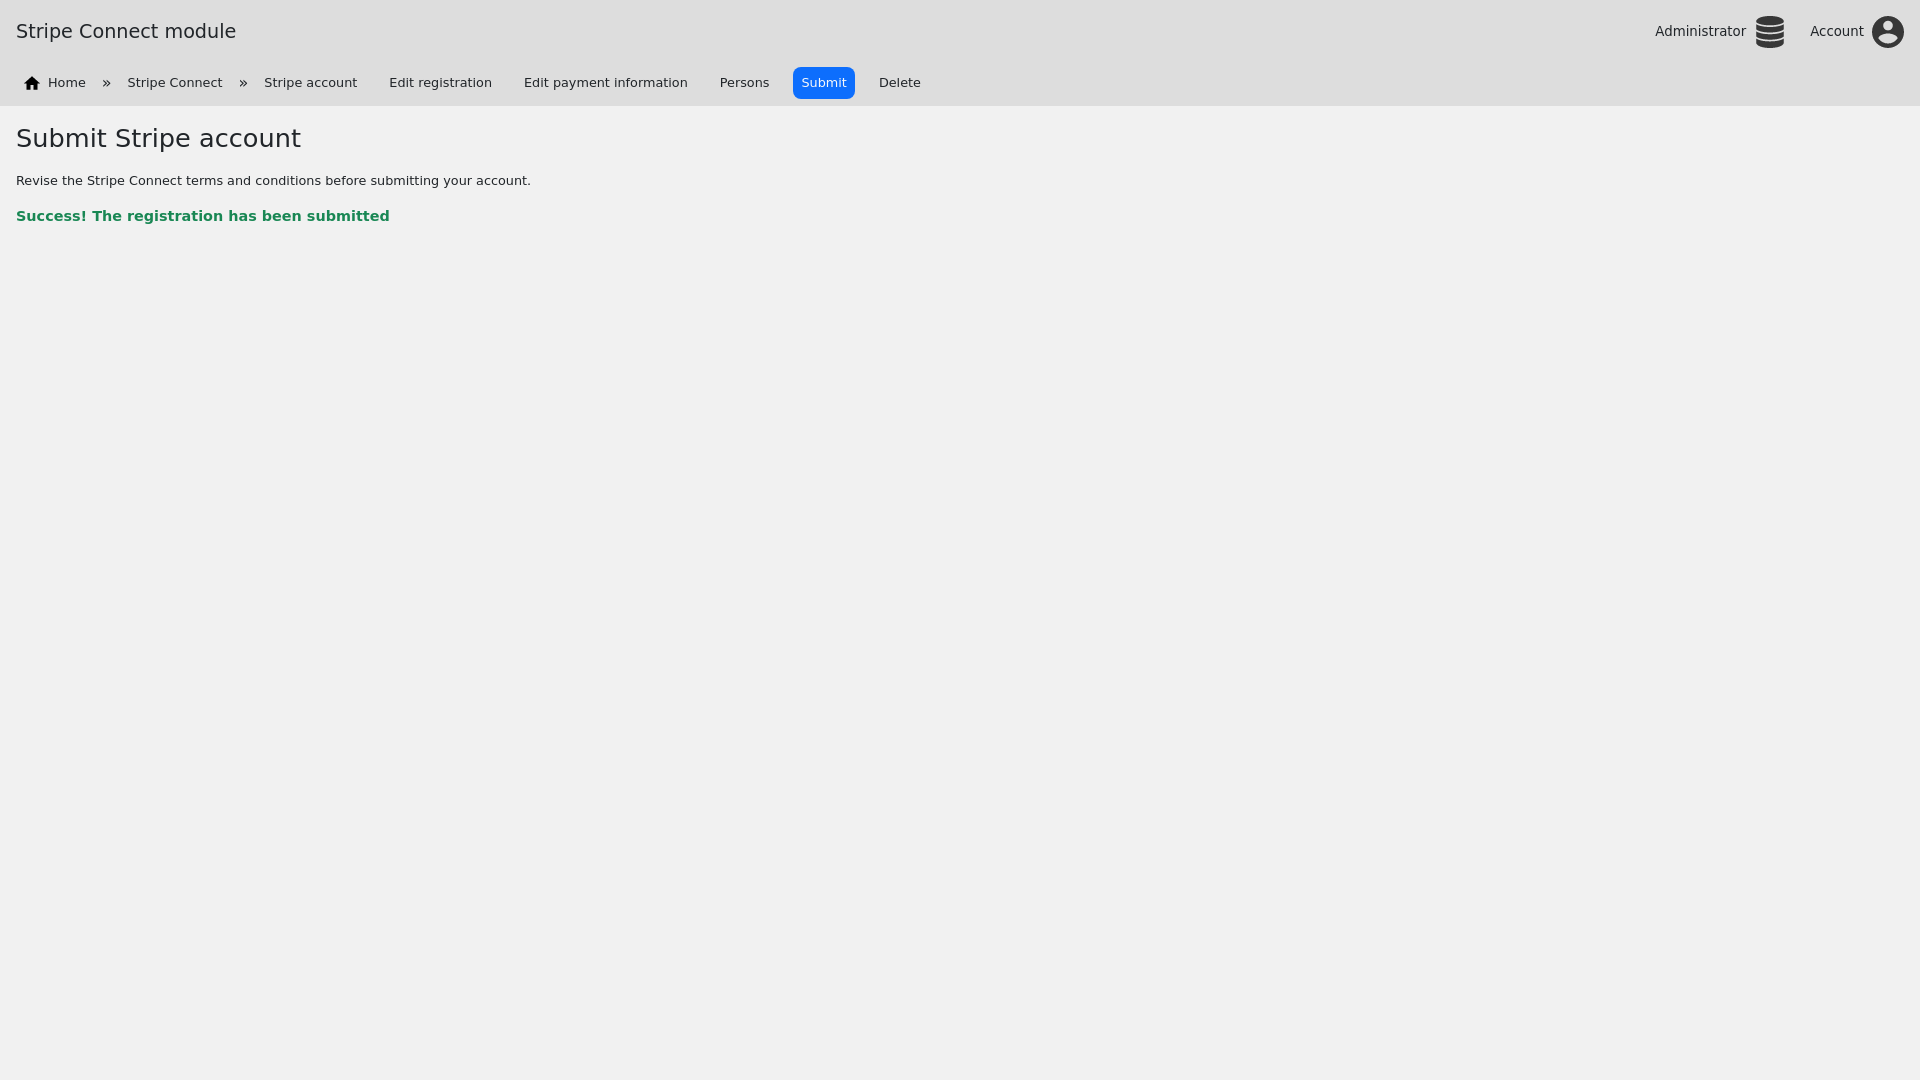 Stripe Connect module
Administrator
Account
Home » Stripe Connect » Stripe account Edit registration Edit payment information Persons Submit Delete
Submit Stripe account
Revise the Stripe Connect terms and conditions before submitting your account.
Success! The registration has been submitted